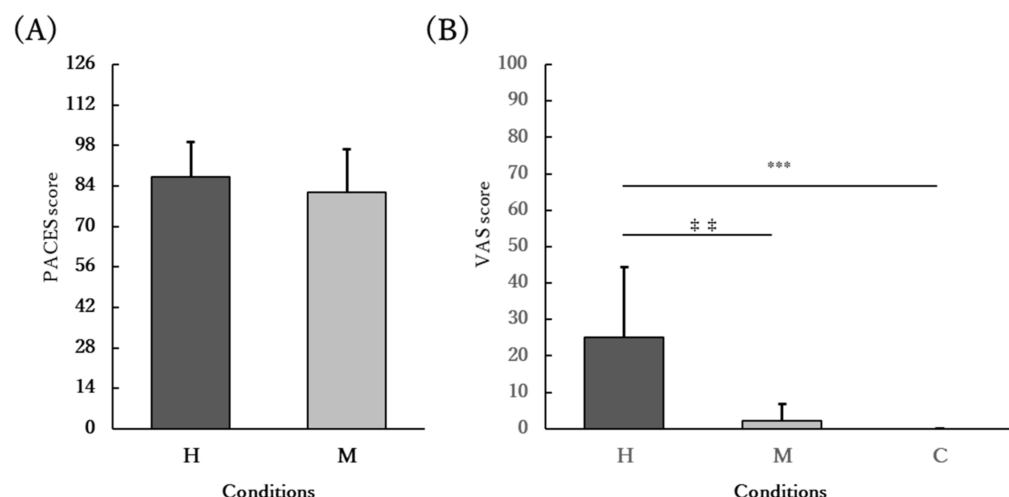 (A)
PACES score
126
112
98
84
70
56
42
28
14
0
H M
Conditions
(B)
VAS score
100
90
80
70
60
50
40
30
20
10
0
***
‡ ‡
H M C
Conditions